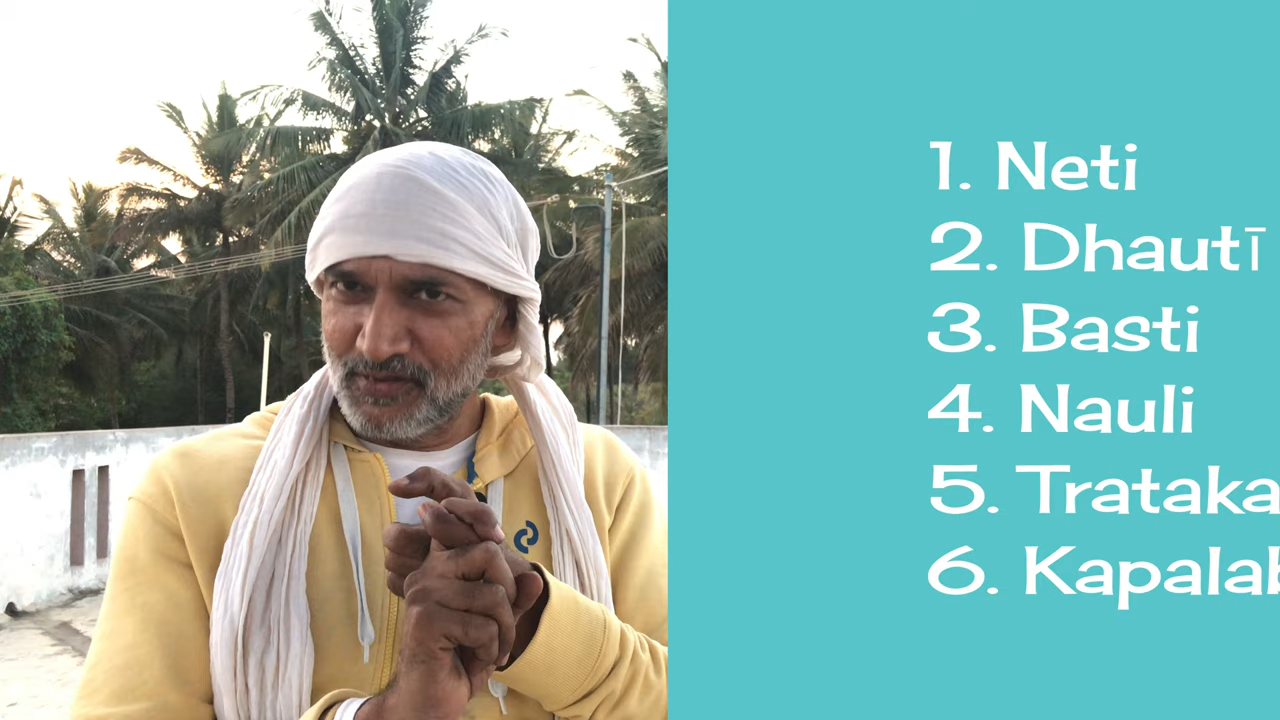 1. Neti
2. Dhautī
3. Basti
4. Nauli
5. Trataka
6. Kapalab